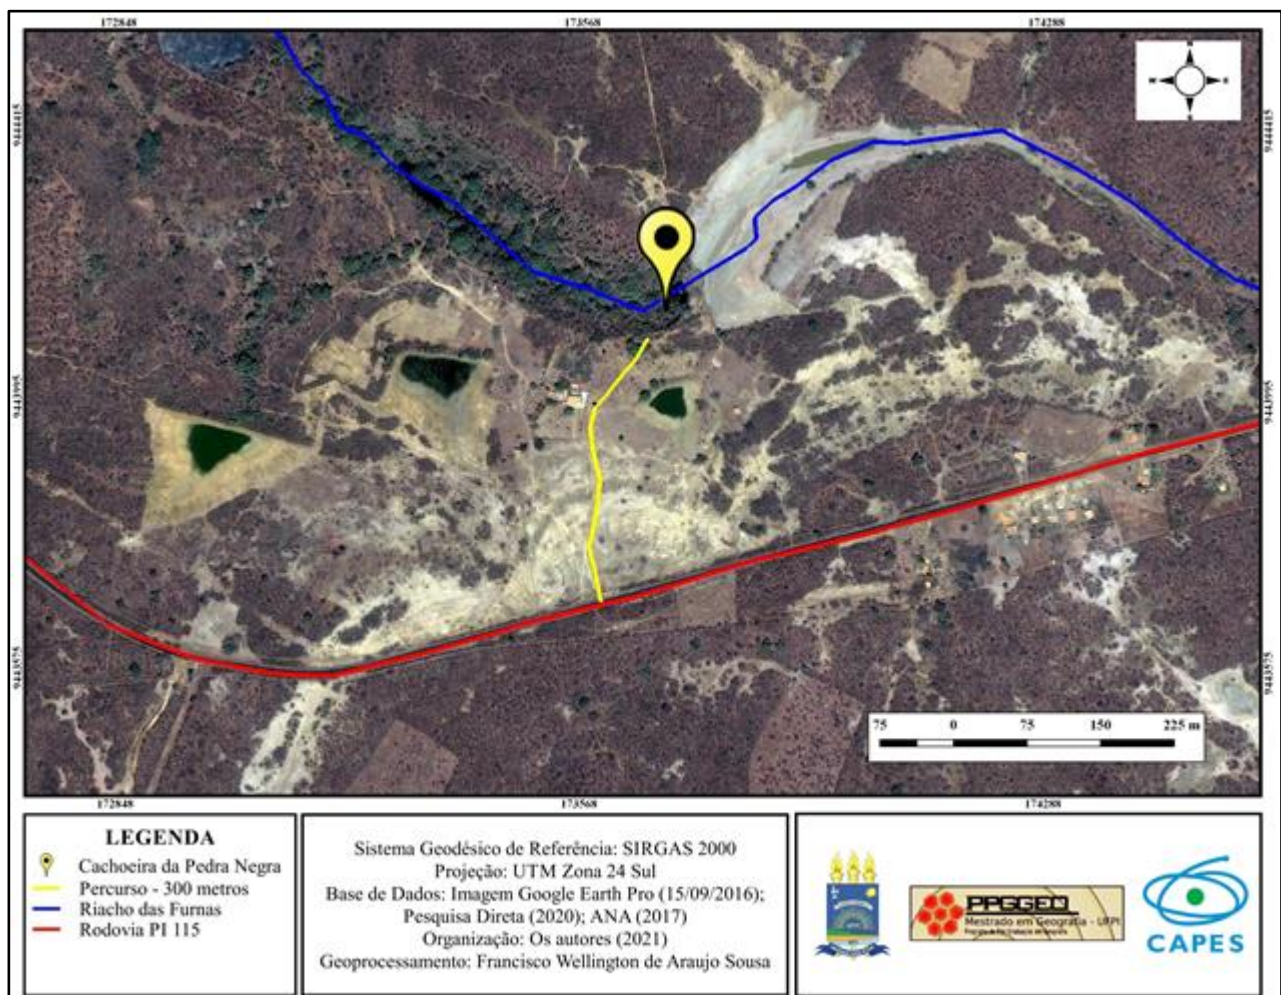 172848 173568 174288
N
W E
S
9444415 9444415
9443995 9443995
9443575 9443575
75 0 75 150 225 m
172848 173568 174288
LEGENDA
Cachoeira da Pedra Negra
Percurso - 300 metros
Riacho das Furnas
Rodovia PI 115
Sistema Geodésico de Referência: SIRGAS 2000
Projeção: UTM Zona 24 Sul
Base de Dados: Imagem Google Earth Pro (15/09/2016);
Pesquisa Direta (2020); ANA (2017)
Organização: Os autores (2021)
Geoprocessamento: Francisco Wellington de Araujo Sousa
PPGGEO
Mestrado em Geografia - UFPI
CAPES